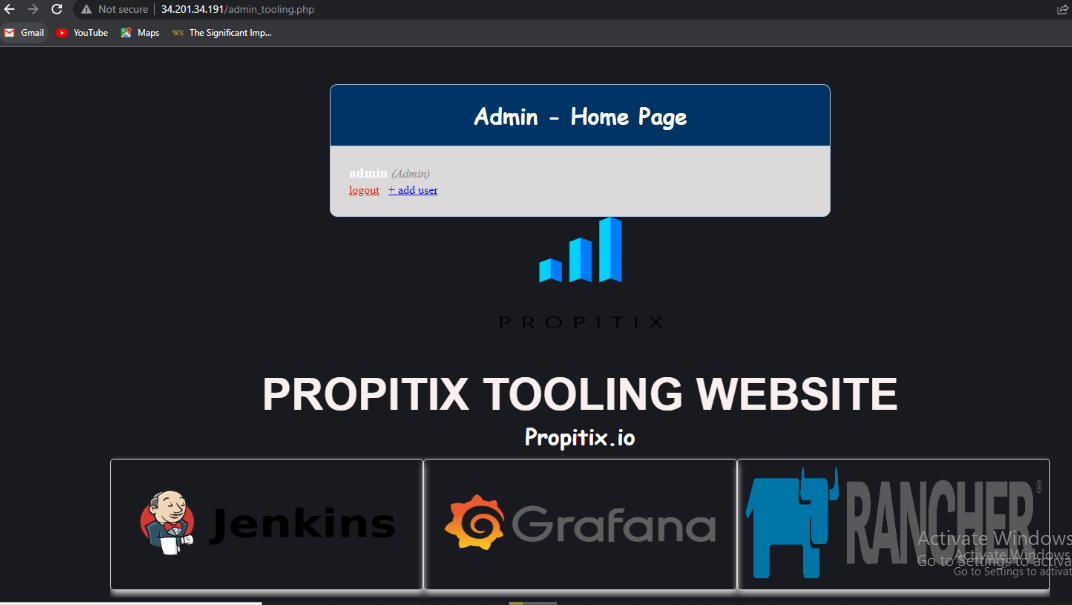 Not secure | 34.201.34.191/admin_tooling.php
Gmail YouTube Maps WS The Significant Imp...
Admin - Home Page
admin (Admin)
logout + add user
PROPITIX
PROPITIX TOOLING WEBSITE
Propitix.io
Jenkins Grafana RANCHER®
Activate Windows
Activate Windows
Go to Settings to activa
Go to Settings to activat